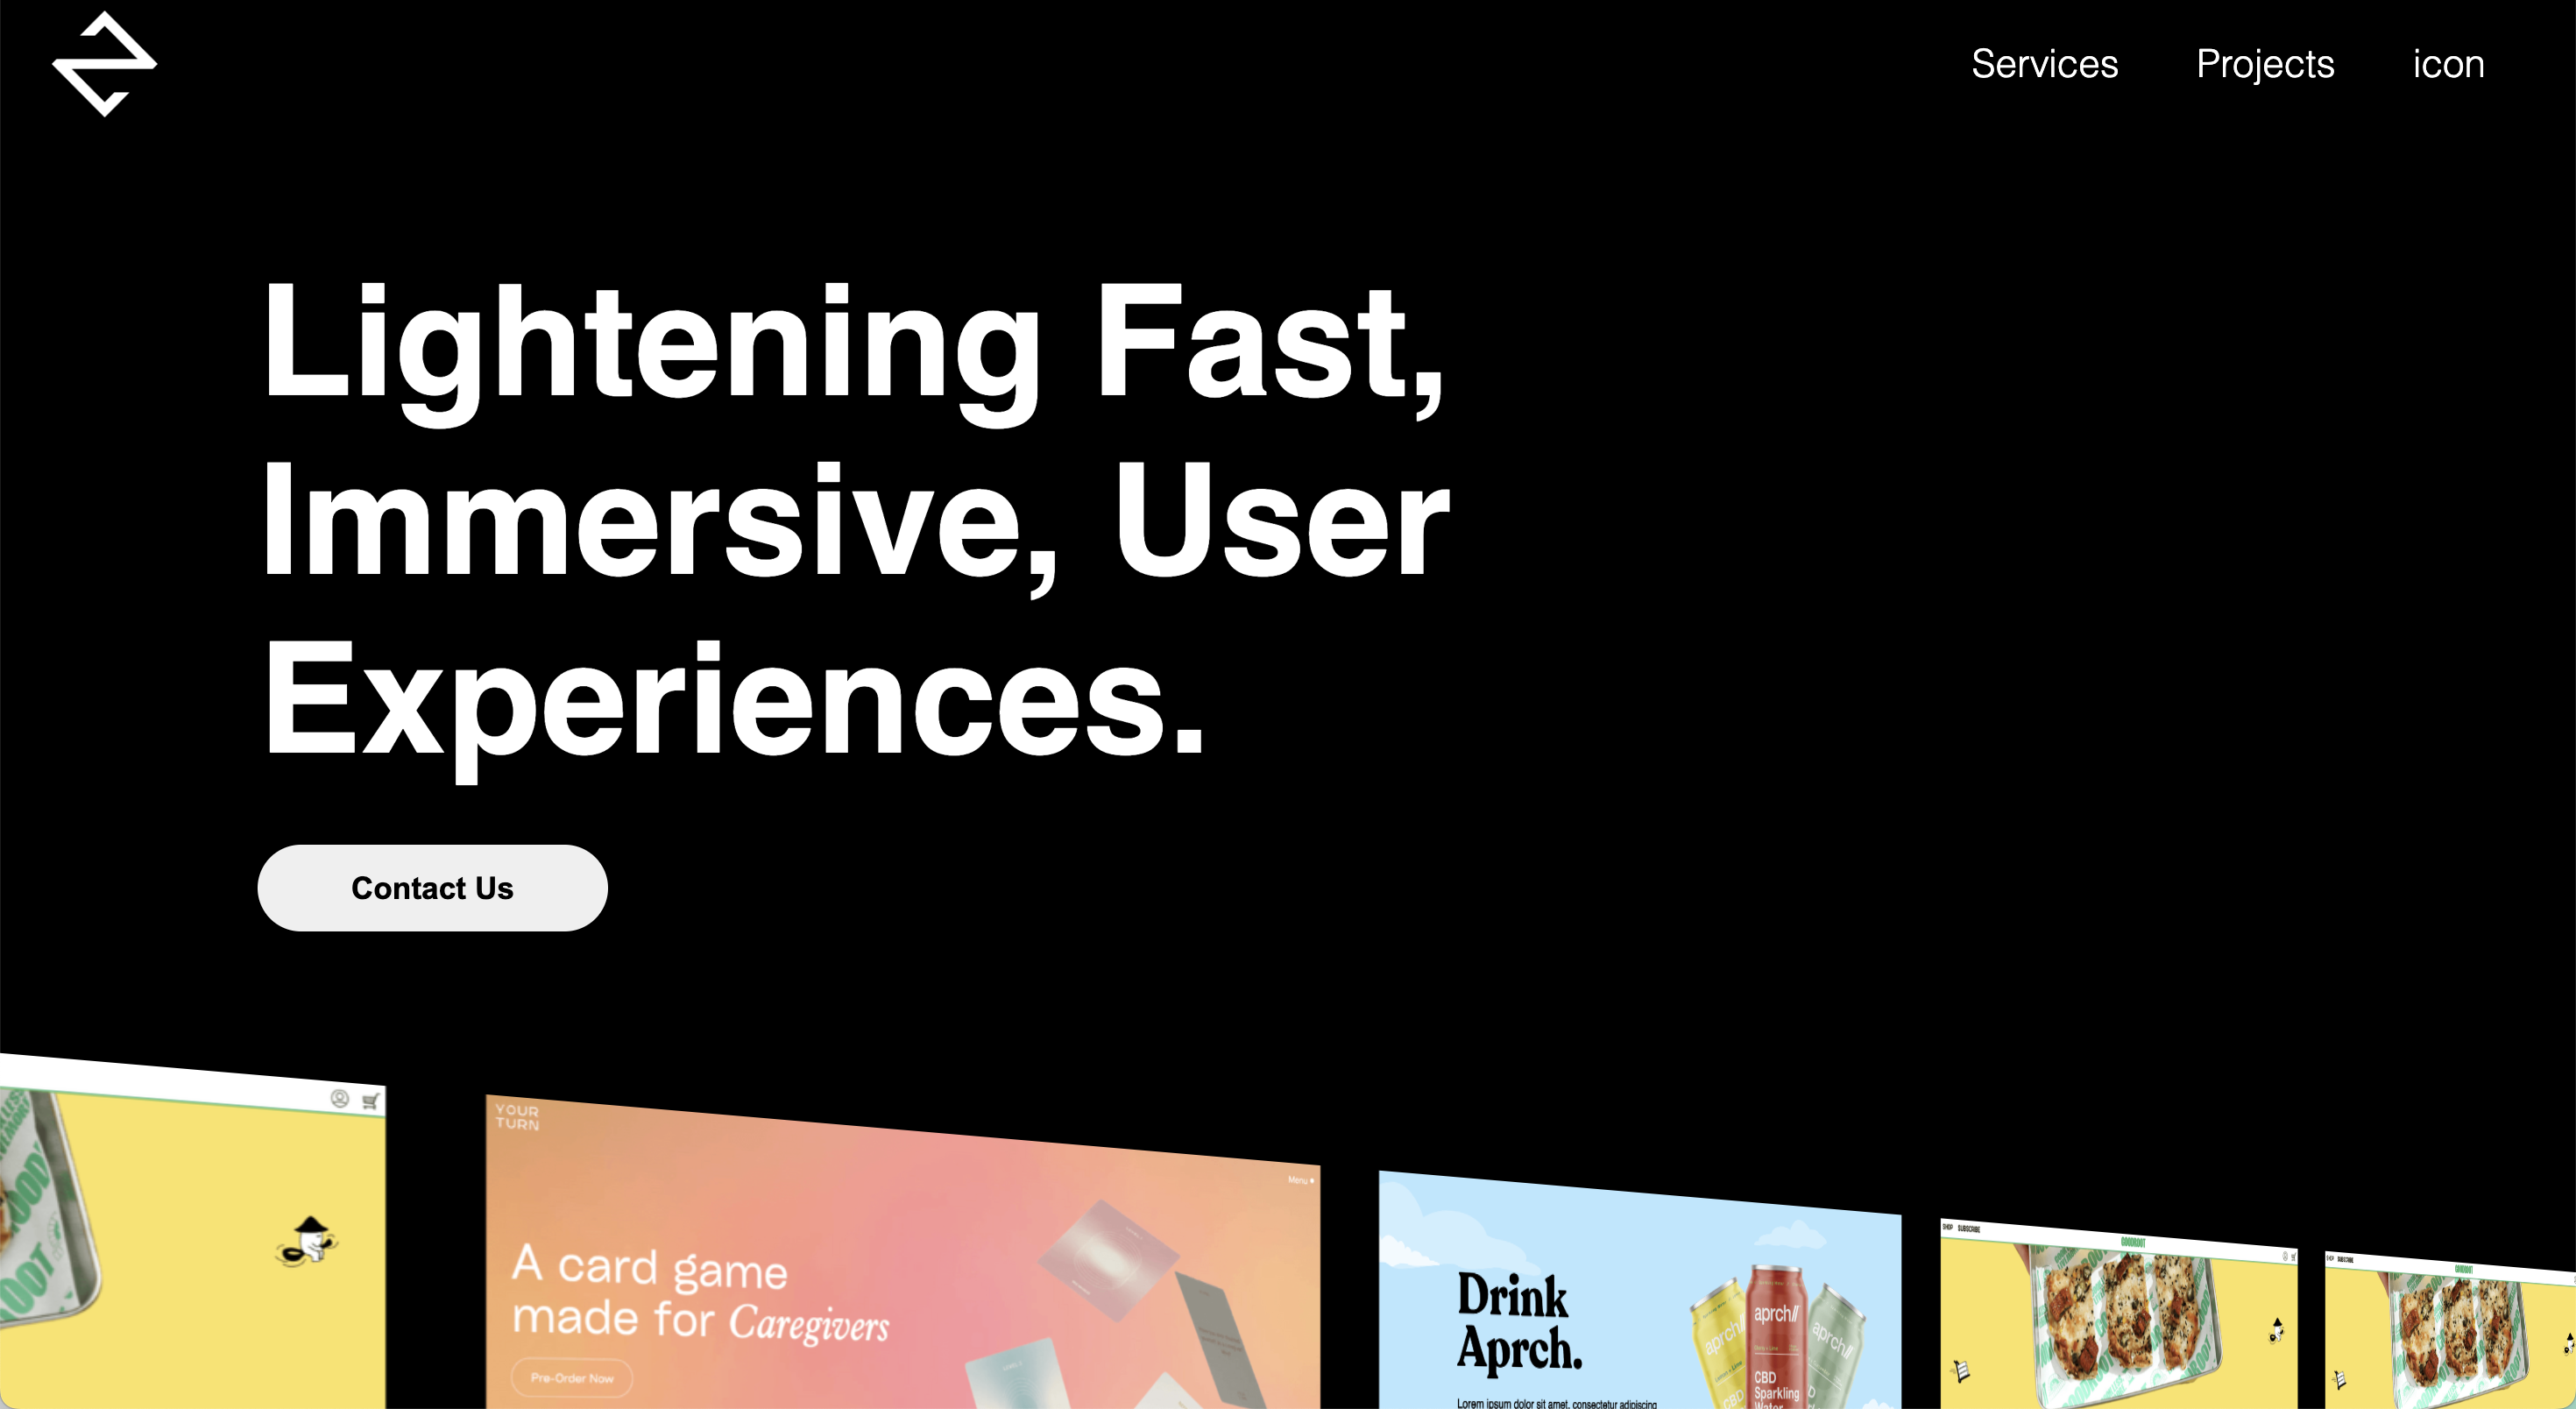 Services Projects icon
Lightening Fast,
Immersive, User
Experiences.
Contact Us
YOUR
TURN
Menu
A card game
made for Caregivers
Pre-Order Now
Drink
Aprch.
Lorem ipsum dolor sit amet, consectetur adipiscing
aprch//
aprch//
aprch//
CBD
Sparkling
Water
CBD
SHOP SUBSCRIBE
GOODROOT
SHOP SUBSCRIBE
GOODROOT